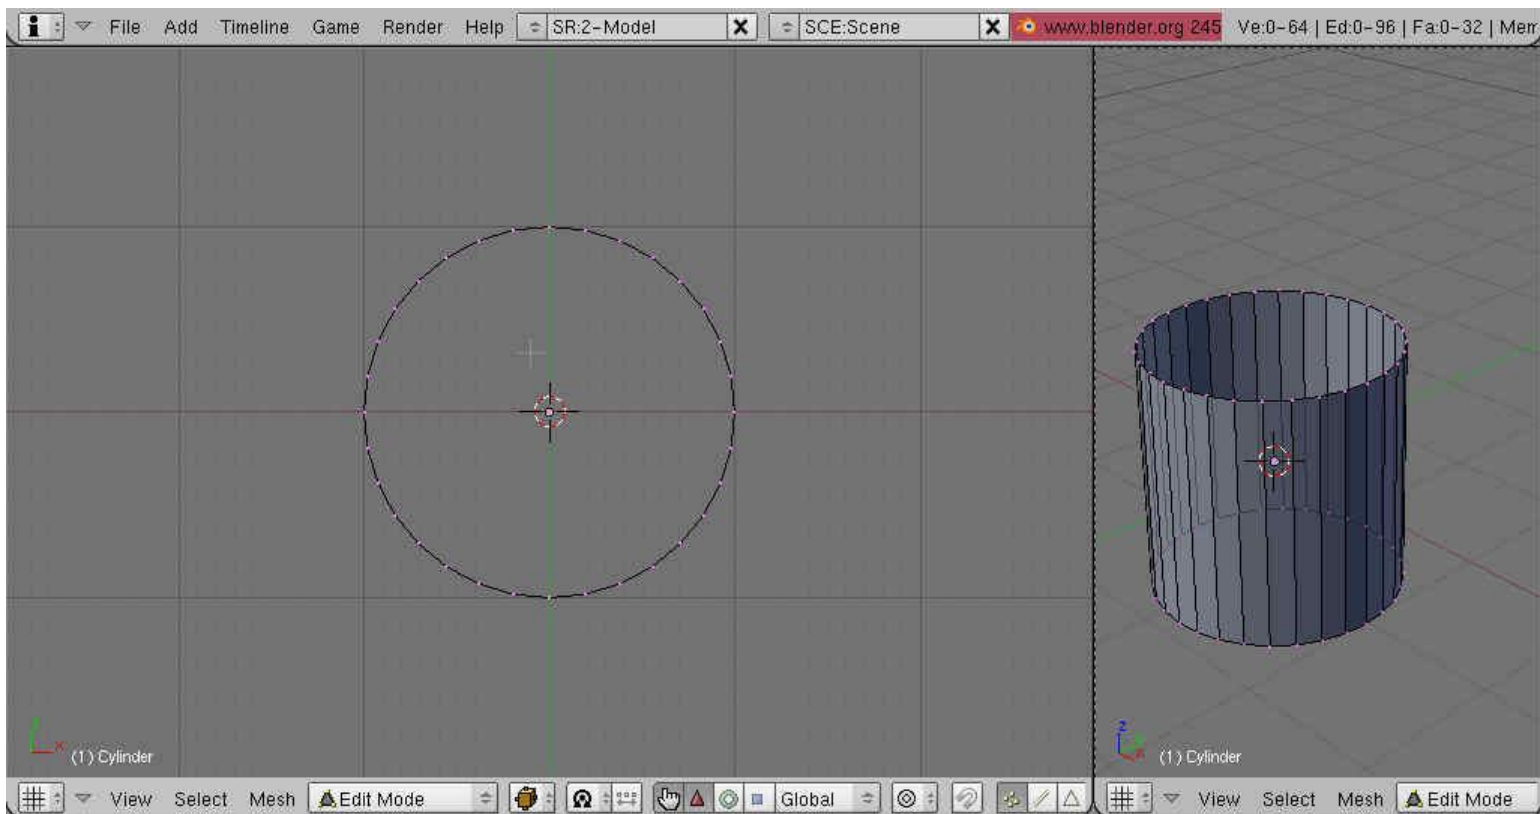 File Add Timeline Game Render Help SR:2-Model SCE:Scene www.blender.org 245 Ve:0-64 | Ed:0-96 | Fa:0-32 | Mem
(1) Cylinder
(1) Cylinder
View Select Mesh Edit Mode Global
View Select Mesh Edit Mode